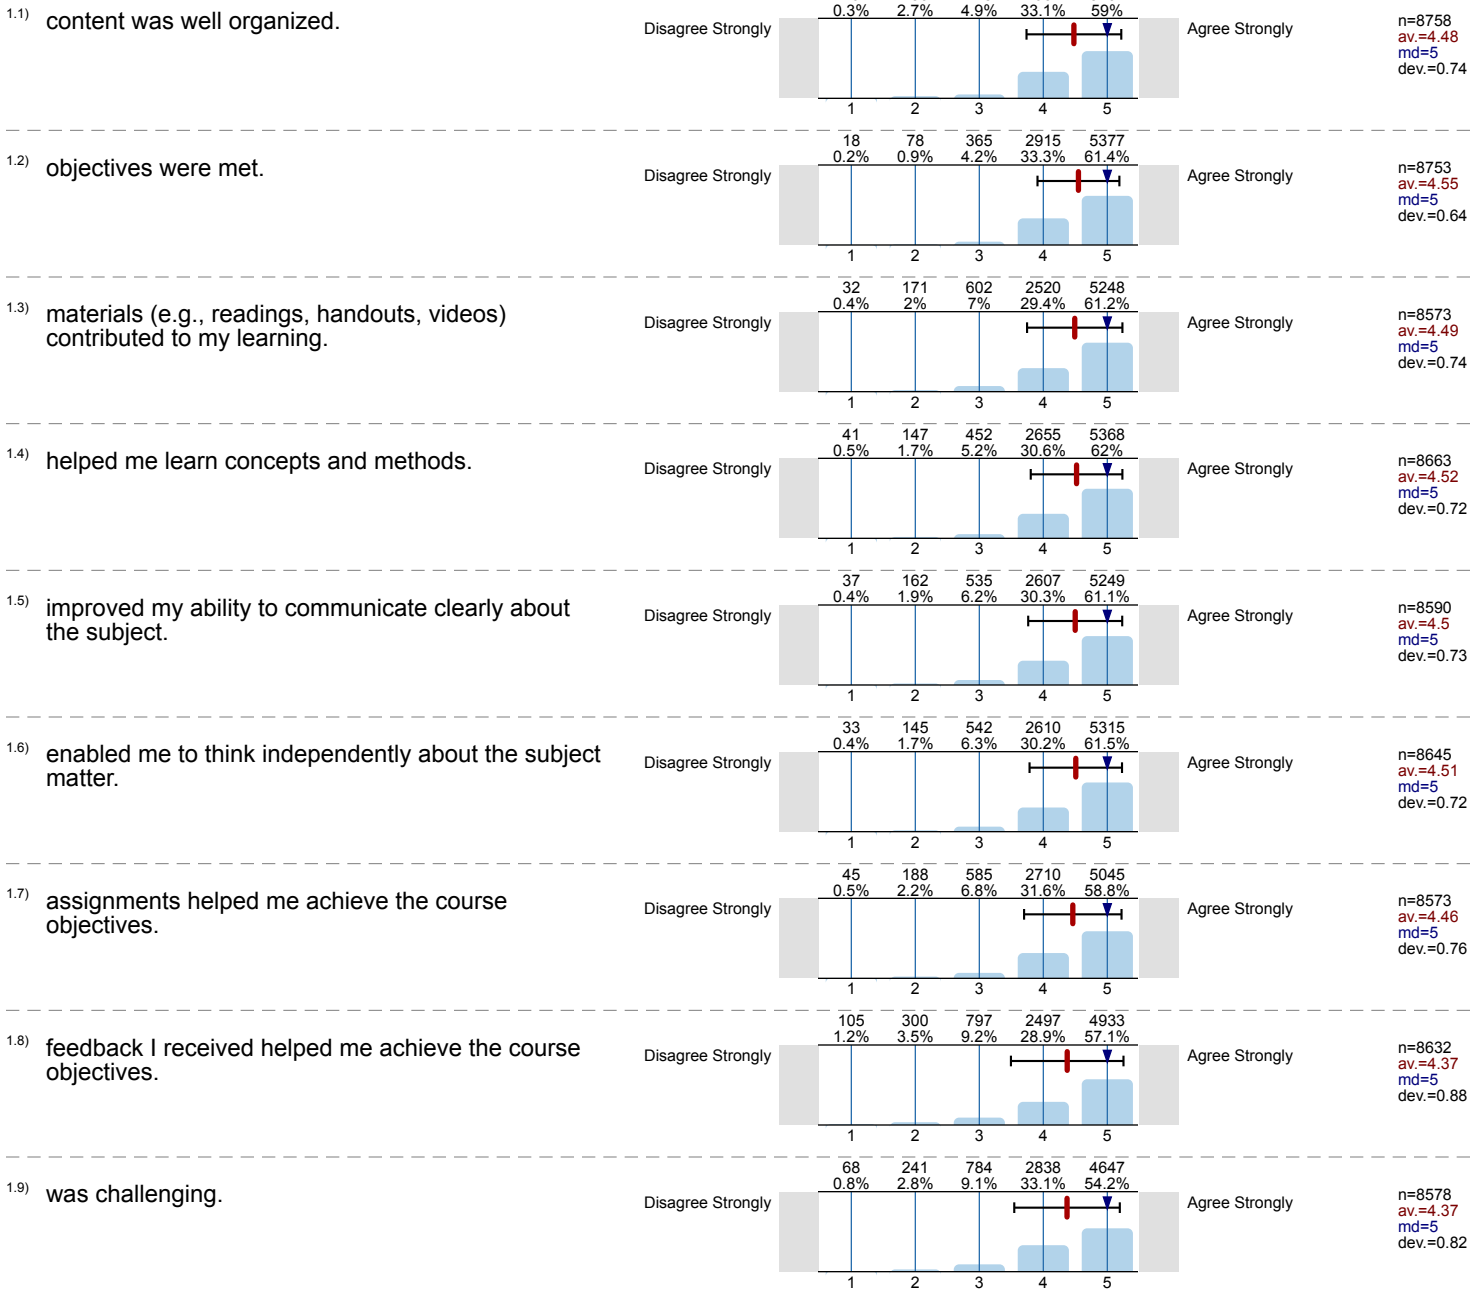 0.3% 2.7% 4.9% 33.1% 59%
1.1) content was well organized.
Disagree Strongly Agree Strongly
n=8758
av.=4.48
md=5
dev.=0.74
1 2 3 4 5
18 78 365 2915 5377
0.2% 0.9% 4.2% 33.3% 61.4%
1.2) objectives were met.
Disagree Strongly Agree Strongly
n=8753
av.=4.55
md=5
dev.=0.64
1 2 3 4 5
32 171 602 2520 5248
0.4% 2% 7% 29.4% 61.2%
1.3) materials (e.g., readings, handouts, videos)
contributed to my learning.
Disagree Strongly Agree Strongly
n=8573
av.=4.49
md=5
dev.=0.74
1 2 3 4 5
41 147 452 2655 5368
0.5% 1.7% 5.2% 30.6% 62%
1.4) helped me learn concepts and methods.
Disagree Strongly Agree Strongly
n=8663
av.=4.52
md=5
dev.=0.72
1 2 3 4 5
37 162 535 2607 5249
0.4% 1.9% 6.2% 30.3% 61.1%
1.5) improved my ability to communicate clearly about
the subject.
Disagree Strongly Agree Strongly
n=8590
av.=4.5
md=5
dev.=0.73
1 2 3 4 5
33 145 542 2610 5315
0.4% 1.7% 6.3% 30.2% 61.5%
1.6) enabled me to think independently about the subject
matter.
Disagree Strongly Agree Strongly
n=8645
av.=4.51
md=5
dev.=0.72
1 2 3 4 5
45 188 585 2710 5045
0.5% 2.2% 6.8% 31.6% 58.8%
1.7) assignments helped me achieve the course
objectives.
Disagree Strongly Agree Strongly
n=8573
av.=4.46
md=5
dev.=0.76
1 2 3 4 5
105 300 797 2497 4933
1.2% 3.5% 9.2% 28.9% 57.1%
1.8) feedback I received helped me achieve the course
objectives.
Disagree Strongly Agree Strongly
n=8632
av.=4.37
md=5
dev.=0.88
1 2 3 4 5
68 241 784 2838 4647
0.8% 2.8% 9.1% 33.1% 54.2%
1.9) was challenging.
Disagree Strongly Agree Strongly
n=8578
av.=4.37
md=5
dev.=0.82
1 2 3 4 5